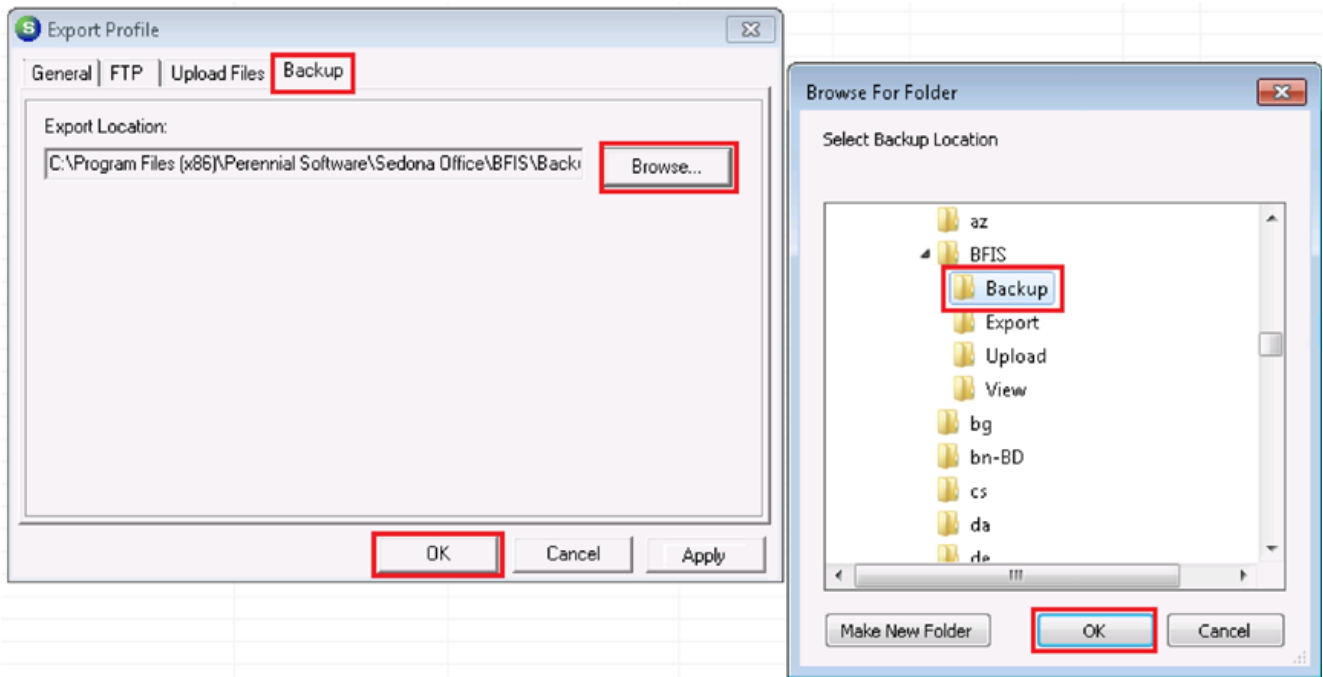 S Export Profile
General FTP Upload Files Backup
Export Location:
C:\Program Files (x86)\Perennial Software\Sedona Office\BFIS\Back
Browse...
OK Cancel Apply
Browse For Folder
Select Backup Location
az
BFIS
Backup
Export
Upload
View
bg
bn-BD
cs
da
de
Make New Folder OK Cancel